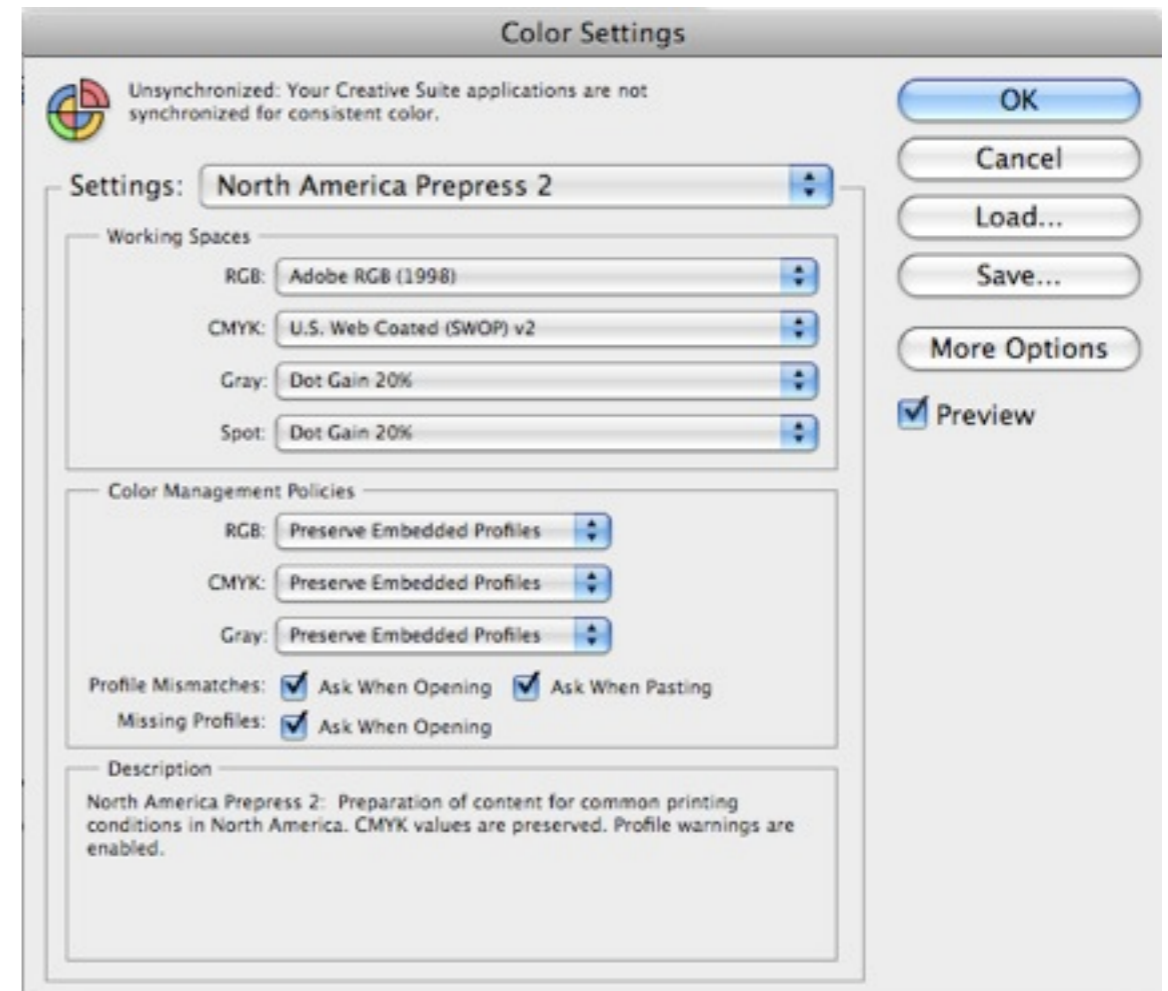 Color Settings
Unsynchronized: Your Creative Suite applications are not
synchronized for consistent color.
OK
Cancel
Load...
Save...
More Options
Preview
Settings: North America Prepress 2
Working Spaces
RGB: Adobe RGB (1998)
CMYK: U.S. Web Coated (SWOP) v2
Gray: Dot Gain 20%
Spot: Dot Gain 20%
Color Management Policies
RGB: Preserve Embedded Profiles
CMYK: Preserve Embedded Profiles
Gray: Preserve Embedded Profiles
Profile Mismatches: Ask When Opening Ask When Pasting
Missing Profiles: Ask When Opening
Description
North America Prepress 2: Preparation of content for common printing
conditions in North America. CMYK values are preserved. Profile warnings are
enabled.